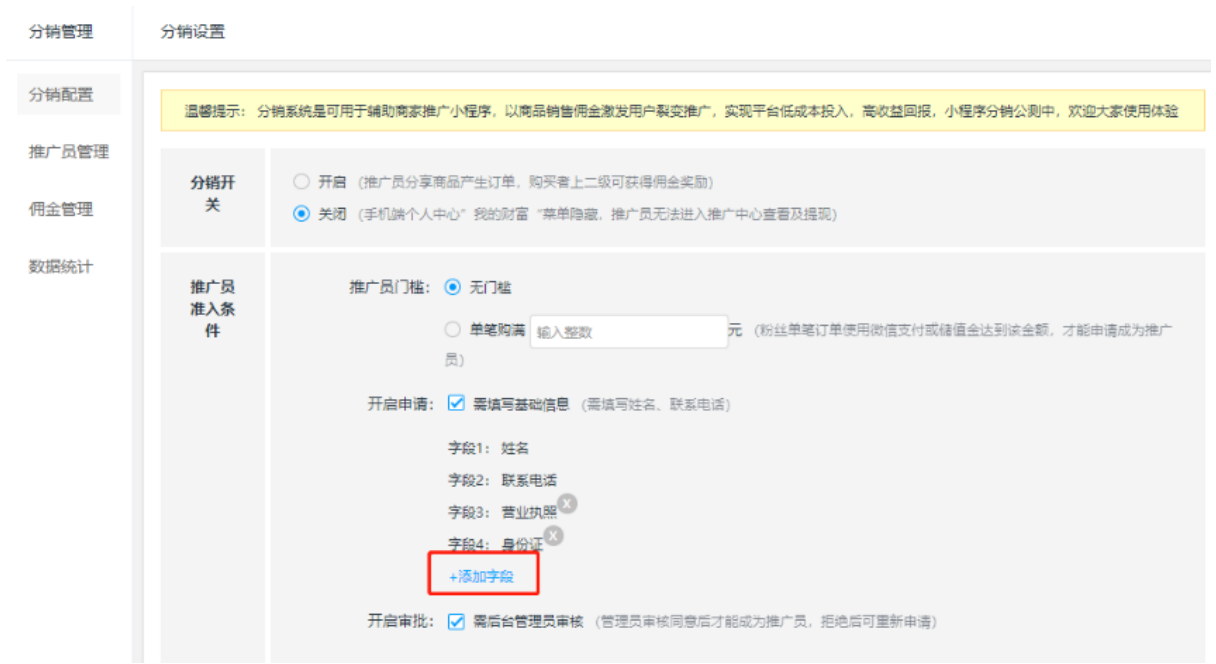 分销管理
分销设置
分销配置
推广员管理
佣金管理
数据统计
温馨提示： 分销系统是可用于辅助商家推广小程序，以商品销售佣金激发用户裂变推广，实现平台低成本投入，高收益回报，小程序分销公测中，欢迎大家使用体验
分销开
关
开启 （推广员分享商品产生订单，购买者上二级可获得佣金奖励）
关闭 （手机端个人中心”我的财富“菜单隐藏，推广员无法进入推广中心查看及提现）
推广员
准入条
件
推广员门槛： 无门槛
单笔购满 输入整数 元 （粉丝单笔订单使用微信支付或储值金达到该金额，才能申请成为推广
员）
开启申请： 需填写基础信息 （需填写姓名、联系电话）
字段1： 姓名
字段2： 联系电话
字段3： 营业执照 X
字段4： 身份证 X
+添加字段
开启审批： 需后台管理员审核 （管理员审核同意后才能成为推广员，拒绝后可重新申请）